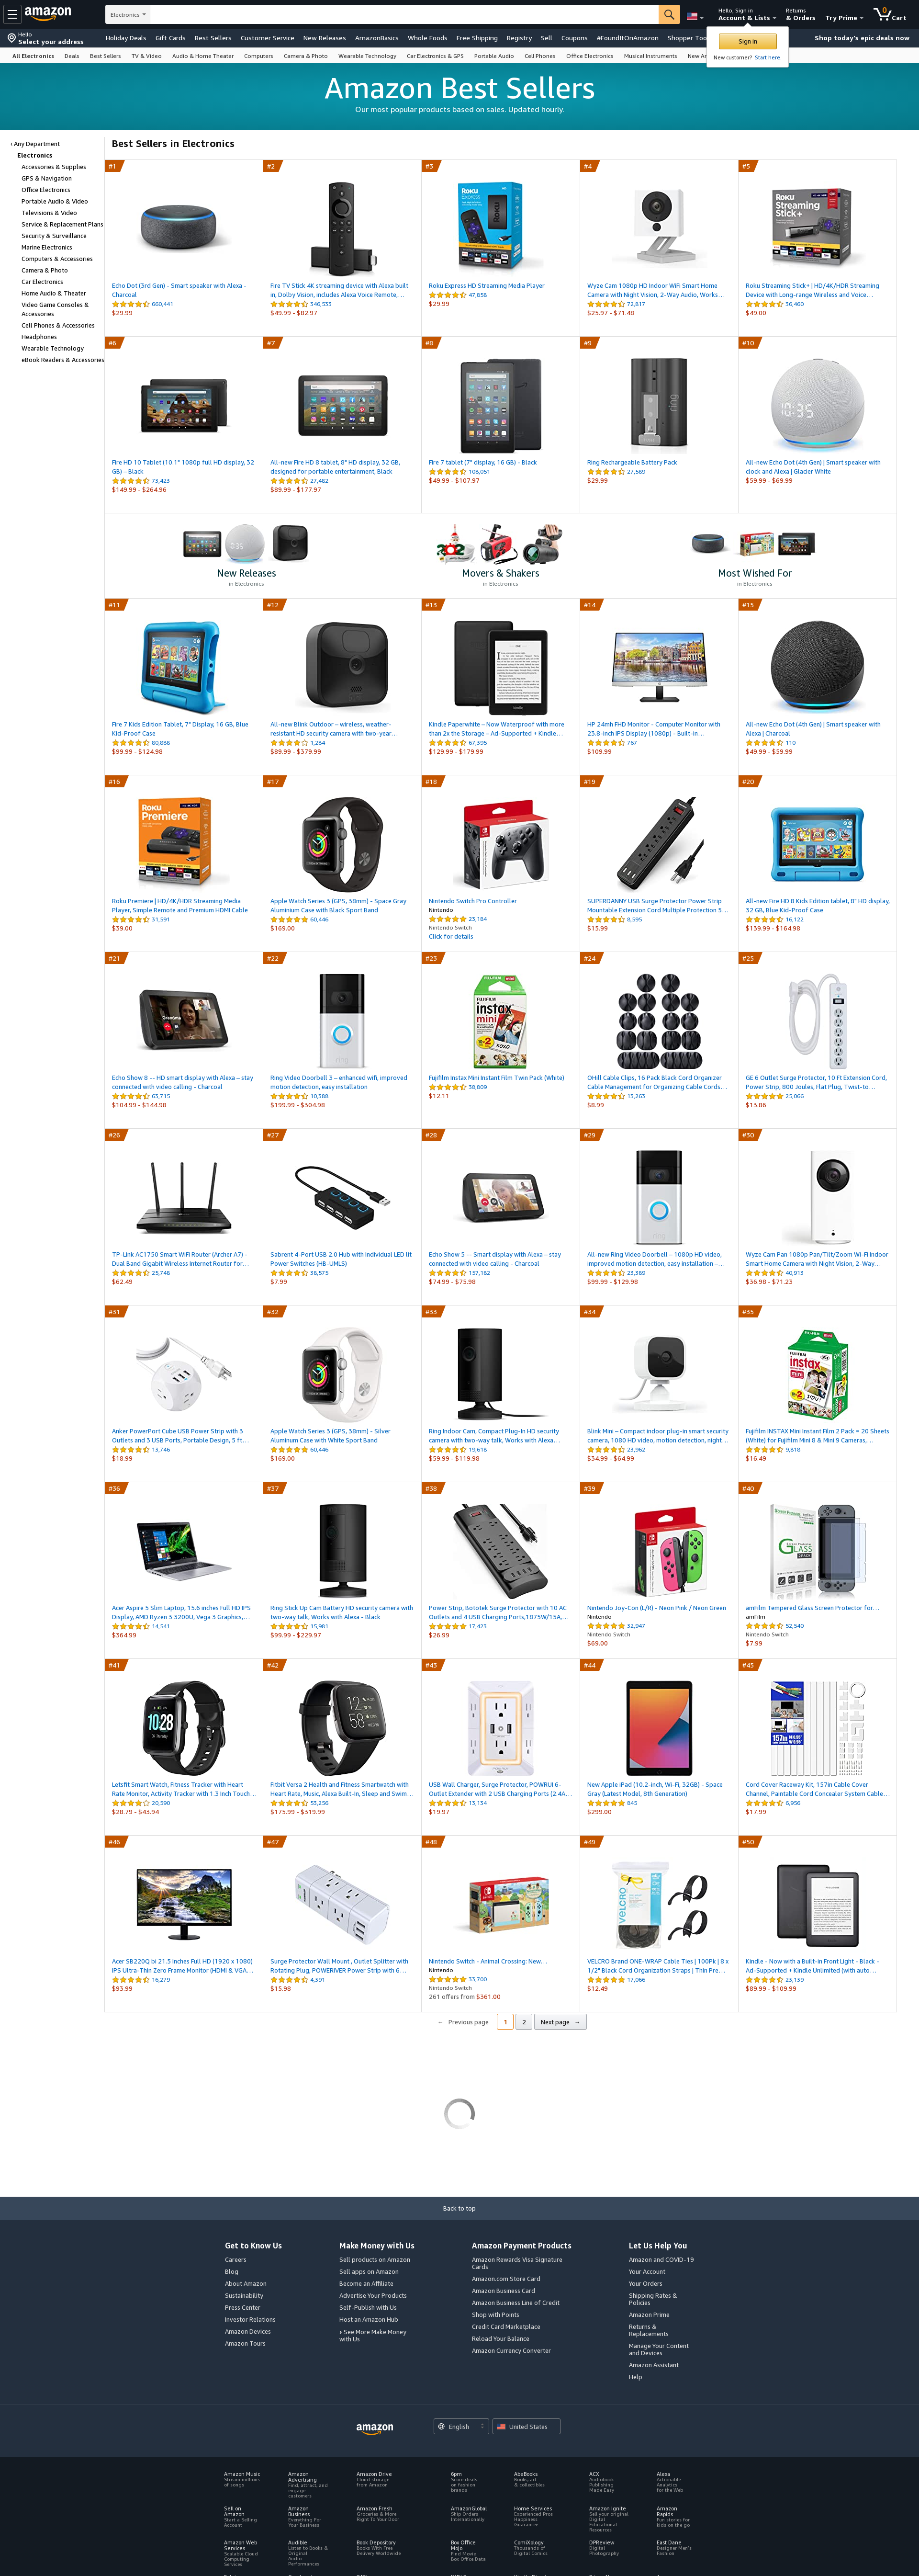 amazon
Electronics
Hello, Sign in
Account & Lists
Returns
& Orders
Try Prime
0
Cart
Hello
Select your address
Holiday Deals
Gift Cards
Best Sellers
Customer Service
New Releases
AmazonBasics
Whole Foods
Free Shipping
Registry
Sell
Coupons
#FoundItOnAmazon
Shopper Too
Shop today's epic deals now
Sign in
New customer? Start here.
All Electronics
Deals
Best Sellers
TV & Video
Audio & Home Theater
Computers
Camera & Photo
Wearable Technology
Car Electronics & GPS
Portable Audio
Cell Phones
Office Electronics
Musical Instruments
Amazon Best Sellers
Our most popular products based on sales. Updated hourly.
‹ Any Department
Electronics
Accessories & Supplies
GPS & Navigation
Office Electronics
Portable Audio & Video
Televisions & Video
Service & Replacement Plans
Security & Surveillance
Marine Electronics
Computers & Accessories
Camera & Photo
Car Electronics
Home Audio & Theater
Video Game Consoles &
Accessories
Cell Phones & Accessories
Headphones
Wearable Technology
eBook Readers & Accessories
Best Sellers in Electronics
#1
Echo Dot (3rd Gen) - Smart speaker with Alexa -
Charcoal
660,441
$29.99
#2
Fire TV Stick 4K streaming device with Alexa built
in, Dolby Vision, includes Alexa Voice Remote,…
346,533
$49.99 - $82.97
#3
Roku Express HD Streaming Media Player
47,656
$29.99
#4
Wyze Cam 1080p HD Indoor WiFi Smart Home
Camera with Night Vision, 2-Way Audio, Works…
72,817
$25.97 - $71.48
#5
Roku Streaming Stick+ | HD/4K/HDR Streaming
Device with Long-range Wireless and Voice…
36,460
$49.00
#6
Fire HD 10 Tablet (10.1" 1080p full HD display, 32
GB) – Black
73,423
$149.99 - $264.96
#7
All-new Fire HD 8 tablet, 8" HD display, 32 GB,
designed for portable entertainment, Black
27,482
$89.99 - $177.97
#8
Fire 7 tablet (7" display, 16 GB) - Black
108,051
$49.99 - $107.97
#9
Ring Rechargeable Battery Pack
27,589
$29.99
#10
All-new Echo Dot (4th Gen) | Smart speaker with
clock and Alexa | Glacier White
$59.99 - $69.99
New Releases
in Electronics
Movers & Shakers
in Electronics
Most Wished For
in Electronics
#11
Fire 7 Kids Edition Tablet, 7" Display, 16 GB, Blue
Kid-Proof Case
80,888
$99.99 - $124.98
#12
All-new Blink Outdoor – wireless, weather-
resistant HD security camera with two-year…
1,284
$89.99 - $379.99
#13
Kindle Paperwhite – Now Waterproof with more
than 2x the Storage – Ad-Supported + Kindle…
67,395
$129.99 - $179.99
#14
HP 24mh FHD Monitor - Computer Monitor with
23.8-inch IPS Display (1080p) - Built-in…
767
$109.99
#15
All-new Echo Dot (4th Gen) | Smart speaker with
Alexa | Charcoal
110
$49.99 - $59.99
#16
Roku Premiere | HD/4K/HDR Streaming Media
Player, Simple Remote and Premium HDMI Cable
31,591
$39.00
#17
Apple Watch Series 3 (GPS, 38mm) - Space Gray
Aluminium Case with Black Sport Band
60,446
$169.00
#18
Nintendo Switch Pro Controller
Nintendo
23,184
Nintendo Switch
Click for details
#19
SUPERDANNY USB Surge Protector Power Strip
Mountable Extension Cord Multiple Protection 5…
8,595
$15.99
#20
All-new Fire HD 8 Kids Edition tablet, 8" HD display,
32 GB, Blue Kid-Proof Case
16,122
$139.99 - $164.98
#21
Echo Show 8 -- HD smart display with Alexa – stay
connected with video calling - Charcoal
63,715
$104.99 - $144.98
#22
Ring Video Doorbell 3 – enhanced wifi, improved
motion detection, easy installation
10,388
$199.99 - $304.98
#23
Fujifilm Instax Mini Instant Film Twin Pack (White)
38,809
$12.11
#24
OHill Cable Clips, 16 Pack Black Cord Organizer
Cable Management for Organizing Cable Cords…
13,263
$8.99
#25
GE 6 Outlet Surge Protector, 10 Ft Extension Cord,
Power Strip, 800 Joules, Flat Plug, Twist-to…
25,066
$13.86
#26
TP-Link AC1750 Smart WiFi Router (Archer A7) -
Dual Band Gigabit Wireless Internet Router for…
25,748
$62.49
#27
Sabrent 4-Port USB 2.0 Hub with Individual LED lit
Power Switches (HB-UMLS)
38,575
$7.99
#28
Echo Show 5 -- Smart display with Alexa – stay
connected with video calling - Charcoal
157,182
$74.99 - $75.98
#29
All-new Ring Video Doorbell – 1080p HD video,
improved motion detection, easy installation –…
23,389
$99.99 - $129.98
#30
Wyze Cam Pan 1080p Pan/Tilt/Zoom Wi-Fi Indoor
Smart Home Camera with Night Vision, 2-Way…
40,913
$36.98 - $71.23
#31
Anker PowerPort Cube USB Power Strip with 3
Outlets and 3 USB Ports, Portable Design, 5 ft…
13,746
$18.99
#32
Apple Watch Series 3 (GPS, 38mm) - Silver
Aluminum Case with White Sport Band
60,446
$169.00
#33
Ring Indoor Cam, Compact Plug-In HD security
camera with two-way talk, Works with Alexa…
19,618
$59.99 - $119.98
#34
Blink Mini – Compact indoor plug-in smart security
camera, 1080 HD video, motion detection, night…
23,962
$34.99 - $64.99
#35
Fujifilm INSTAX Mini Instant Film 2 Pack = 20 Sheets
(White) for Fujifilm Mini 8 & Mini 9 Cameras,…
9,818
$16.49
#36
Acer Aspire 5 Slim Laptop, 15.6 inches Full HD IPS
Display, AMD Ryzen 3 3200U, Vega 3 Graphics,…
14,541
$364.99
#37
Ring Stick Up Cam Battery HD security camera with
two-way talk, Works with Alexa - Black
15,961
$99.99 - $229.97
#38
Power Strip, Bototek Surge Protector with 10 AC
Outlets and 4 USB Charging Ports,1875W/15A,…
17,423
$26.99
#39
Nintendo Joy-Con (L/R) - Neon Pink / Neon Green
Nintendo
32,947
Nintendo Switch
$69.00
#40
amFilm Tempered Glass Screen Protector for…
amFilm
52,540
Nintendo Switch
$7.99
#41
Letsfit Smart Watch, Fitness Tracker with Heart
Rate Monitor, Activity Tracker with 1.3 Inch Touch…
20,590
$28.79 - $43.94
#42
Fitbit Versa 2 Health and Fitness Smartwatch with
Heart Rate, Music, Alexa Built-In, Sleep and Swim…
53,256
$175.99 - $319.99
#43
USB Wall Charger, Surge Protector, POWRUI 6-
Outlet Extender with 2 USB Charging Ports (2.4A…
13,134
$19.97
#44
New Apple iPad (10.2-inch, Wi-Fi, 32GB) - Space
Gray (Latest Model, 8th Generation)
845
$299.00
#45
Cord Cover Raceway Kit, 157in Cable Cover
Channel, Paintable Cord Concealer System Cable…
6,956
$17.99
#46
Acer SB220Q bi 21.5 Inches Full HD (1920 x 1080)
IPS Ultra-Thin Zero Frame Monitor (HDMI & VGA…
16,279
$93.99
#47
Surge Protector Wall Mount , Outlet Splitter with
Rotating Plug, POWERIVER Power Strip with 6…
4,391
$15.98
#48
Nintendo Switch - Animal Crossing: New…
Nintendo
33,700
Nintendo Switch
261 offers from $361.00
#49
VELCRO Brand ONE-WRAP Cable Ties | 100Pk | 8 x
1/2" Black Cord Organization Straps | Thin Pre…
17,066
$12.49
#50
Kindle - Now with a Built-in Front Light - Black -
Ad-Supported + Kindle Unlimited (with auto…
23,139
$89.99 - $109.99
← Previous page
1
2
Next page →
Back to top
Get to Know Us
Careers
Blog
About Amazon
Sustainability
Press Center
Investor Relations
Amazon Devices
Amazon Tours
Make Money with Us
Sell products on Amazon
Sell apps on Amazon
Become an Affiliate
Advertise Your Products
Self-Publish with Us
Host an Amazon Hub
› See More Make Money
with Us
Amazon Payment Products
Amazon Rewards Visa Signature
Cards
Amazon.com Store Card
Amazon Business Card
Amazon Business Line of Credit
Shop with Points
Credit Card Marketplace
Reload Your Balance
Amazon Currency Converter
Let Us Help You
Amazon and COVID-19
Your Account
Your Orders
Shipping Rates &
Policies
Amazon Prime
Returns &
Replacements
Manage Your Content
and Devices
Amazon Assistant
Help
amazon
English
United States
Amazon Music
Stream millions
of songs
Amazon
Advertising
Find, attract, and
engage
customers
Amazon Drive
Cloud storage
from Amazon
6pm
Score deals
on fashion
brands
AbeBooks
Books, art
& collectibles
ACX
Audiobook
Publishing
Made Easy
Alexa
Actionable
Analytics
for the Web
Sell on
Amazon
Start a Selling
Account
Amazon
Business
Everything For
Your Business
Amazon Fresh
Groceries & More
Right To Your Door
AmazonGlobal
Ship Orders
Internationally
Home Services
Experienced Pros
Happiness
Guarantee
Amazon Ignite
Sell your original
Digital
Educational
Resources
Amazon
Rapids
Fun stories for
kids on the go
Amazon Web
Services
Scalable Cloud
Computing
Services
Audible
Listen to Books &
Original
Audio
Performances
Book Depository
Books With Free
Delivery Worldwide
Box Office
Mojo
Find Movie
Box Office Data
ComiXology
Thousands of
Digital Comics
DPReview
Digital
Photography
East Dane
Designer Men's
Fashion